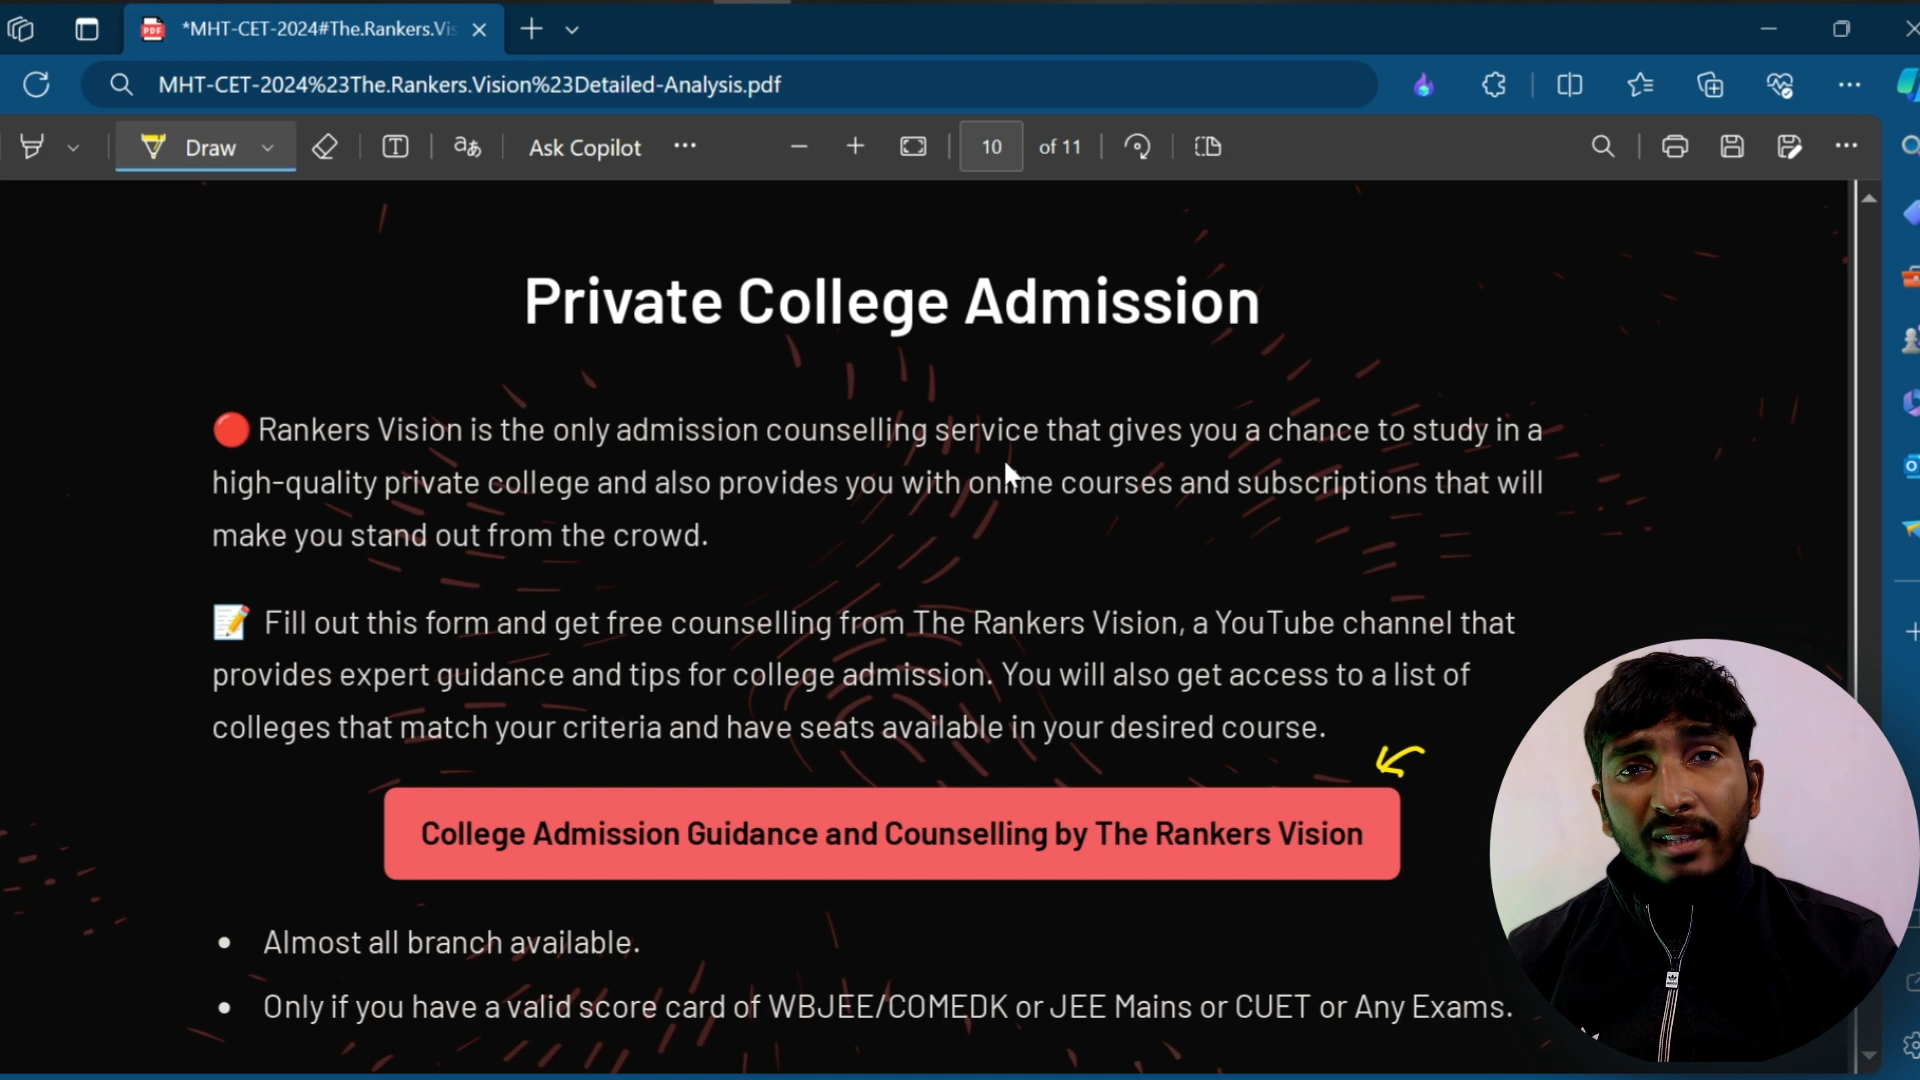 *MHT-CET-2024#The.Rankers.Vis
MHT-CET-2024%23The.Rankers.Vision%23Detailed-Analysis.pdf
Draw
aあ
Ask Copilot
10 of 11
Private College Admission
Rankers Vision is the only admission counselling service that gives you a chance to study in a
high-quality private college and also provides you with online courses and subscriptions that will
make you stand out from the crowd.
Fill out this form and get free counselling from The Rankers Vision, a YouTube channel that
provides expert guidance and tips for college admission. You will also get access to a list of
colleges that match your criteria and have seats available in your desired course.
College Admission Guidance and Counselling by The Rankers Vision
• Almost all branch available.
• Only if you have a valid score card of WBJEE/COMEDK or JEE Mains or CUET or Any Exams.